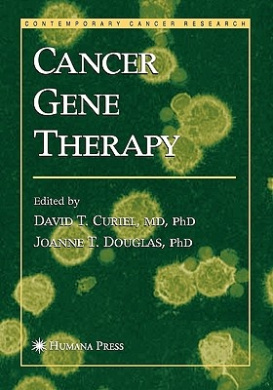 CONTEMPORARY CANCER RESEARCH
CANCER
GENE
THERAPY
Edited by
DAVID T. CURIEL, MD, PhD
JOANNE T. DOUGLAS, PhD
HUMANA PRESS